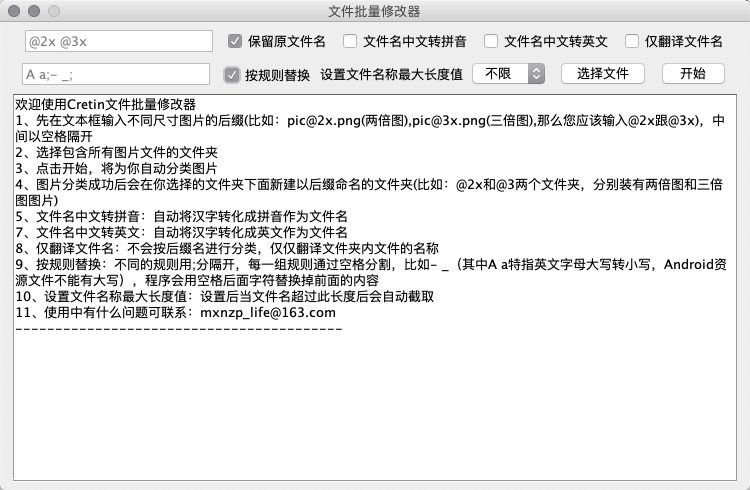 文件批量修改器
@2x @3x
保留原文件名
文件名中文转拼音
文件名中文转英文
仅翻译文件名
A a;- _;
按规则替换
设置文件名称最大长度值
不限
选择文件
开始
欢迎使用Cretin文件批量修改器
1、先在文本框输入不同尺寸图片的后缀(比如：pic@2x.png(两倍图),pic@3x.png(三倍图),那么您应该输入@2x跟@3x)，中
间以空格隔开
2、选择包含所有图片文件的文件夹
3、点击开始，将为你自动分类图片
4、图片分类成功后会在你选择的文件夹下面新建以后缀命名的文件夹(比如：@2x和@3两个文件夹，分别装有两倍图和三倍
图图片)
5、文件名中文转拼音：自动将汉字转化成拼音作为文件名
7、文件名中文转英文：自动将汉字转化成英文作为文件名
8、仅翻译文件名：不会按后缀名进行分类，仅仅翻译文件夹内文件的名称
9、按规则替换：不同的规则用;分隔开，每一组规则通过空格分割，比如- _（其中A a特指英文字母大写转小写，Android资
源文件不能有大写），程序会用空格后面字符替换掉前面的内容
10、设置文件名称最大长度值：设置后当文件名超过此长度后会自动截取
11、使用中有什么问题可联系：mxnzp_life@163.com
-----------------------------------------